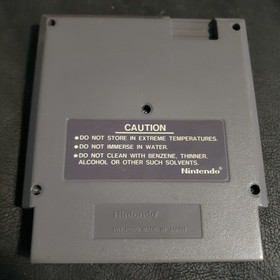 CAUTION
●DO NOT STORE IN EXTREME TEMPERATURES.
●DO NOT IMMERSE IN WATER.
●DO NOT CLEAN WITH BENZENE, THINNER,
ALCOHOL OR OTHER SUCH SOLVENTS.
Nintendo®
Nintendo